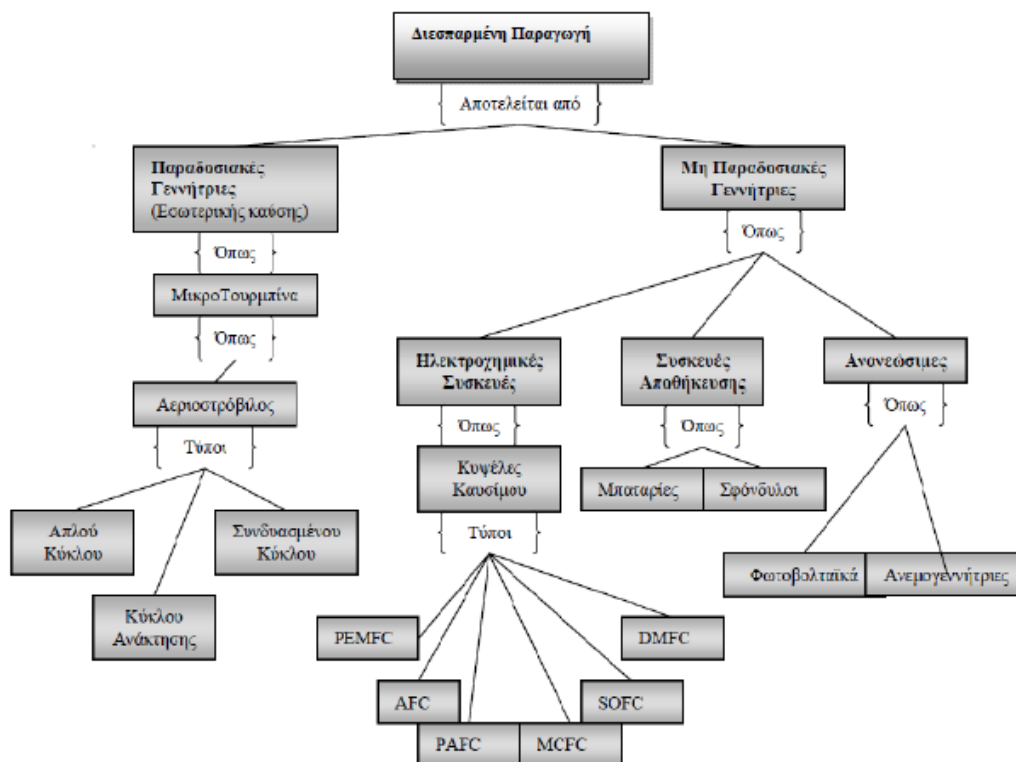 Διεσπαρμένη Παραγωγή
Αποτελείται από
Παραδοσιακές
Γεννήτριες
(Εσωτερικής καύσης)
Μη Παραδοσιακές
Γεννήτριες
Όπως
Όπως
ΜικροΤουρμπίνα
Όπως
Ηλεκτροχημικές
Συσκευές
Συσκευές
Αποθήκευσης
Ανανεώσιμες
Αεριοστρόβιλος
Όπως
Όπως
Όπως
Τύποι
Κυψέλες
Καυσίμου
Μπαταρίες
Σφόνδυλοι
Απλού
Κύκλου
Συνδυασμένου
Κύκλου
Τύποι
Φωτοβολταϊκά
Ανεμογεννήτριες
Κύκλου
Ανάκτησης
PEMFC
DMFC
AFC
SOFC
PAFC
MCFC